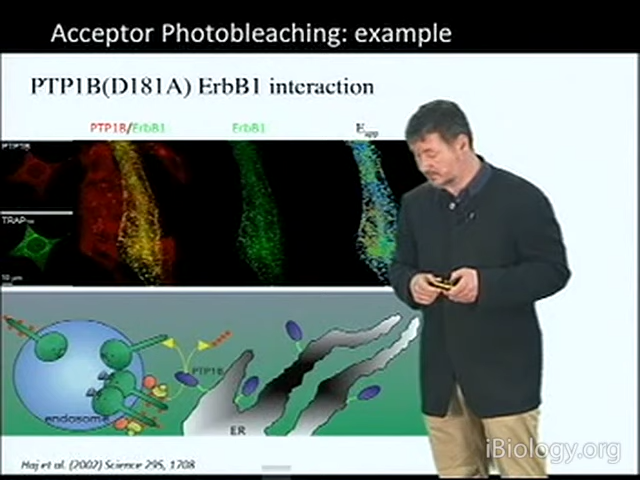 Acceptor Photobleaching: example
PTP1B(D181A) ErbB1 interaction
PTP1B/ErbB1
ErbB1
Eapp
PTP1B
TRAP
10 µm
PTP1B
endosome
ER
Haj et al. (2002) Science 295, 1708
iBiology.org